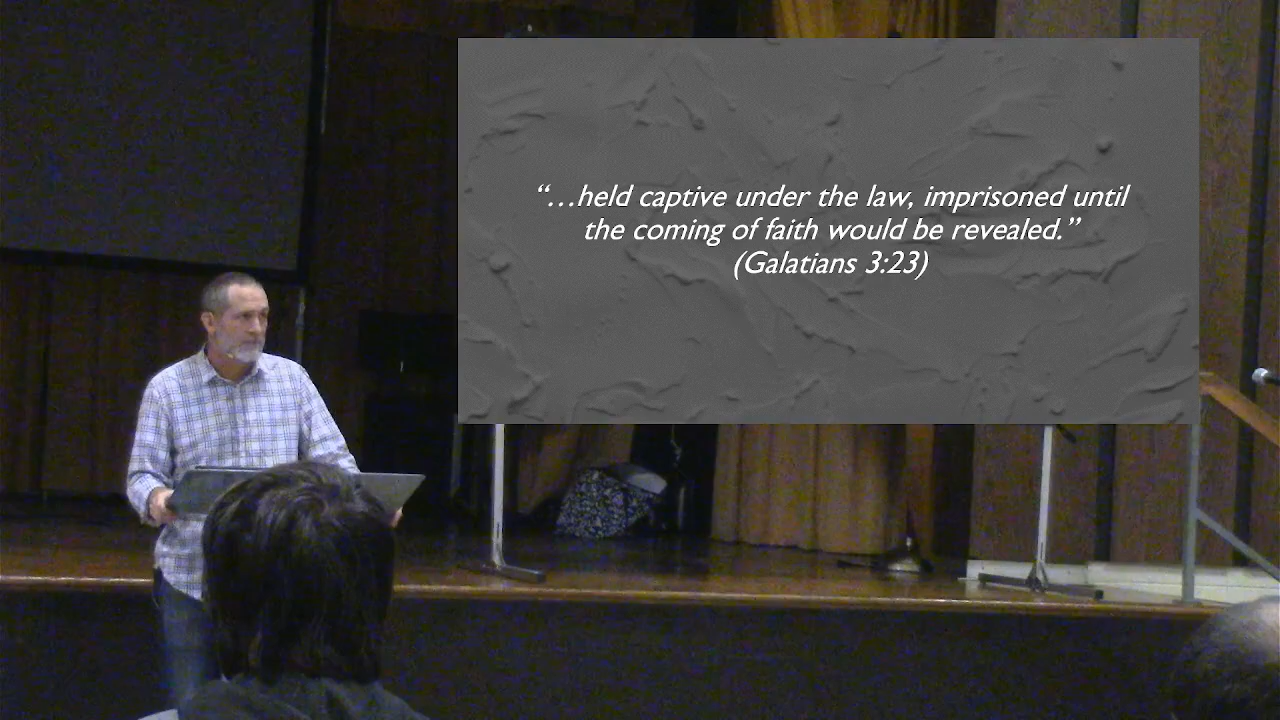 “…held captive under the law, imprisoned until
the coming of faith would be revealed.”
(Galatians 3:23)